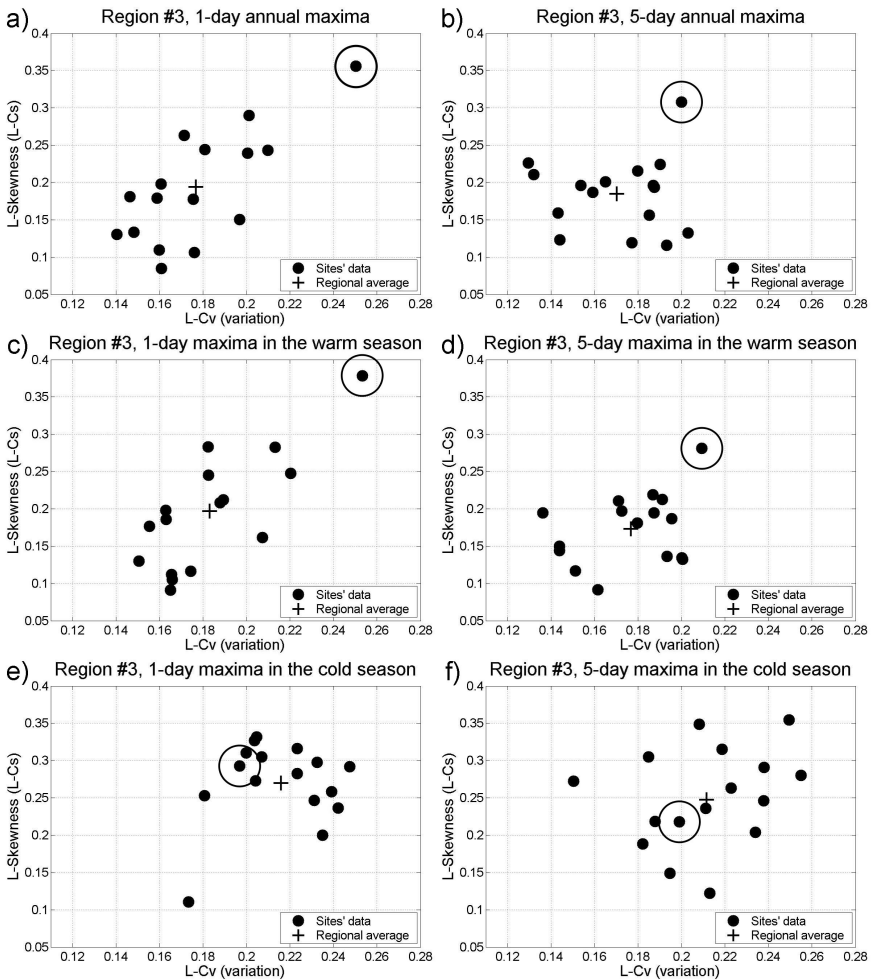 a) Region #3, 1-day annual maxima
0.4
0.35
0.3
0.25
0.2
0.15
0.1
0.05
L-Skewness (L-Cs)
0.12 0.14 0.16 0.18 0.2 0.22 0.24 0.26 0.28
L-Cv (variation)
Sites' data
Regional average
b) Region #3, 5-day annual maxima
0.4
0.35
0.3
0.25
0.2
0.15
0.1
0.05
L-Skewness (L-Cs)
0.12 0.14 0.16 0.18 0.2 0.22 0.24 0.26 0.28
L-Cv (variation)
Sites' data
Regional average
c) Region #3, 1-day maxima in the warm season
0.4
0.35
0.3
0.25
0.2
0.15
0.1
0.05
L-Skewness (L-Cs)
0.12 0.14 0.16 0.18 0.2 0.22 0.24 0.26 0.28
L-Cv (variation)
Sites' data
Regional average
d) Region #3, 5-day maxima in the warm season
0.4
0.35
0.3
0.25
0.2
0.15
0.1
0.05
L-Skewness (L-Cs)
0.12 0.14 0.16 0.18 0.2 0.22 0.24 0.26 0.28
L-Cv (variation)
Sites' data
Regional average
e) Region #3, 1-day maxima in the cold season
0.4
0.35
0.3
0.25
0.2
0.15
0.1
0.05
L-Skewness (L-Cs)
0.12 0.14 0.16 0.18 0.2 0.22 0.24 0.26 0.28
L-Cv (variation)
Sites' data
Regional average
f) Region #3, 5-day maxima in the cold season
0.4
0.35
0.3
0.25
0.2
0.15
0.1
0.05
L-Skewness (L-Cs)
0.12 0.14 0.16 0.18 0.2 0.22 0.24 0.26 0.28
L-Cv (variation)
Sites' data
Regional average